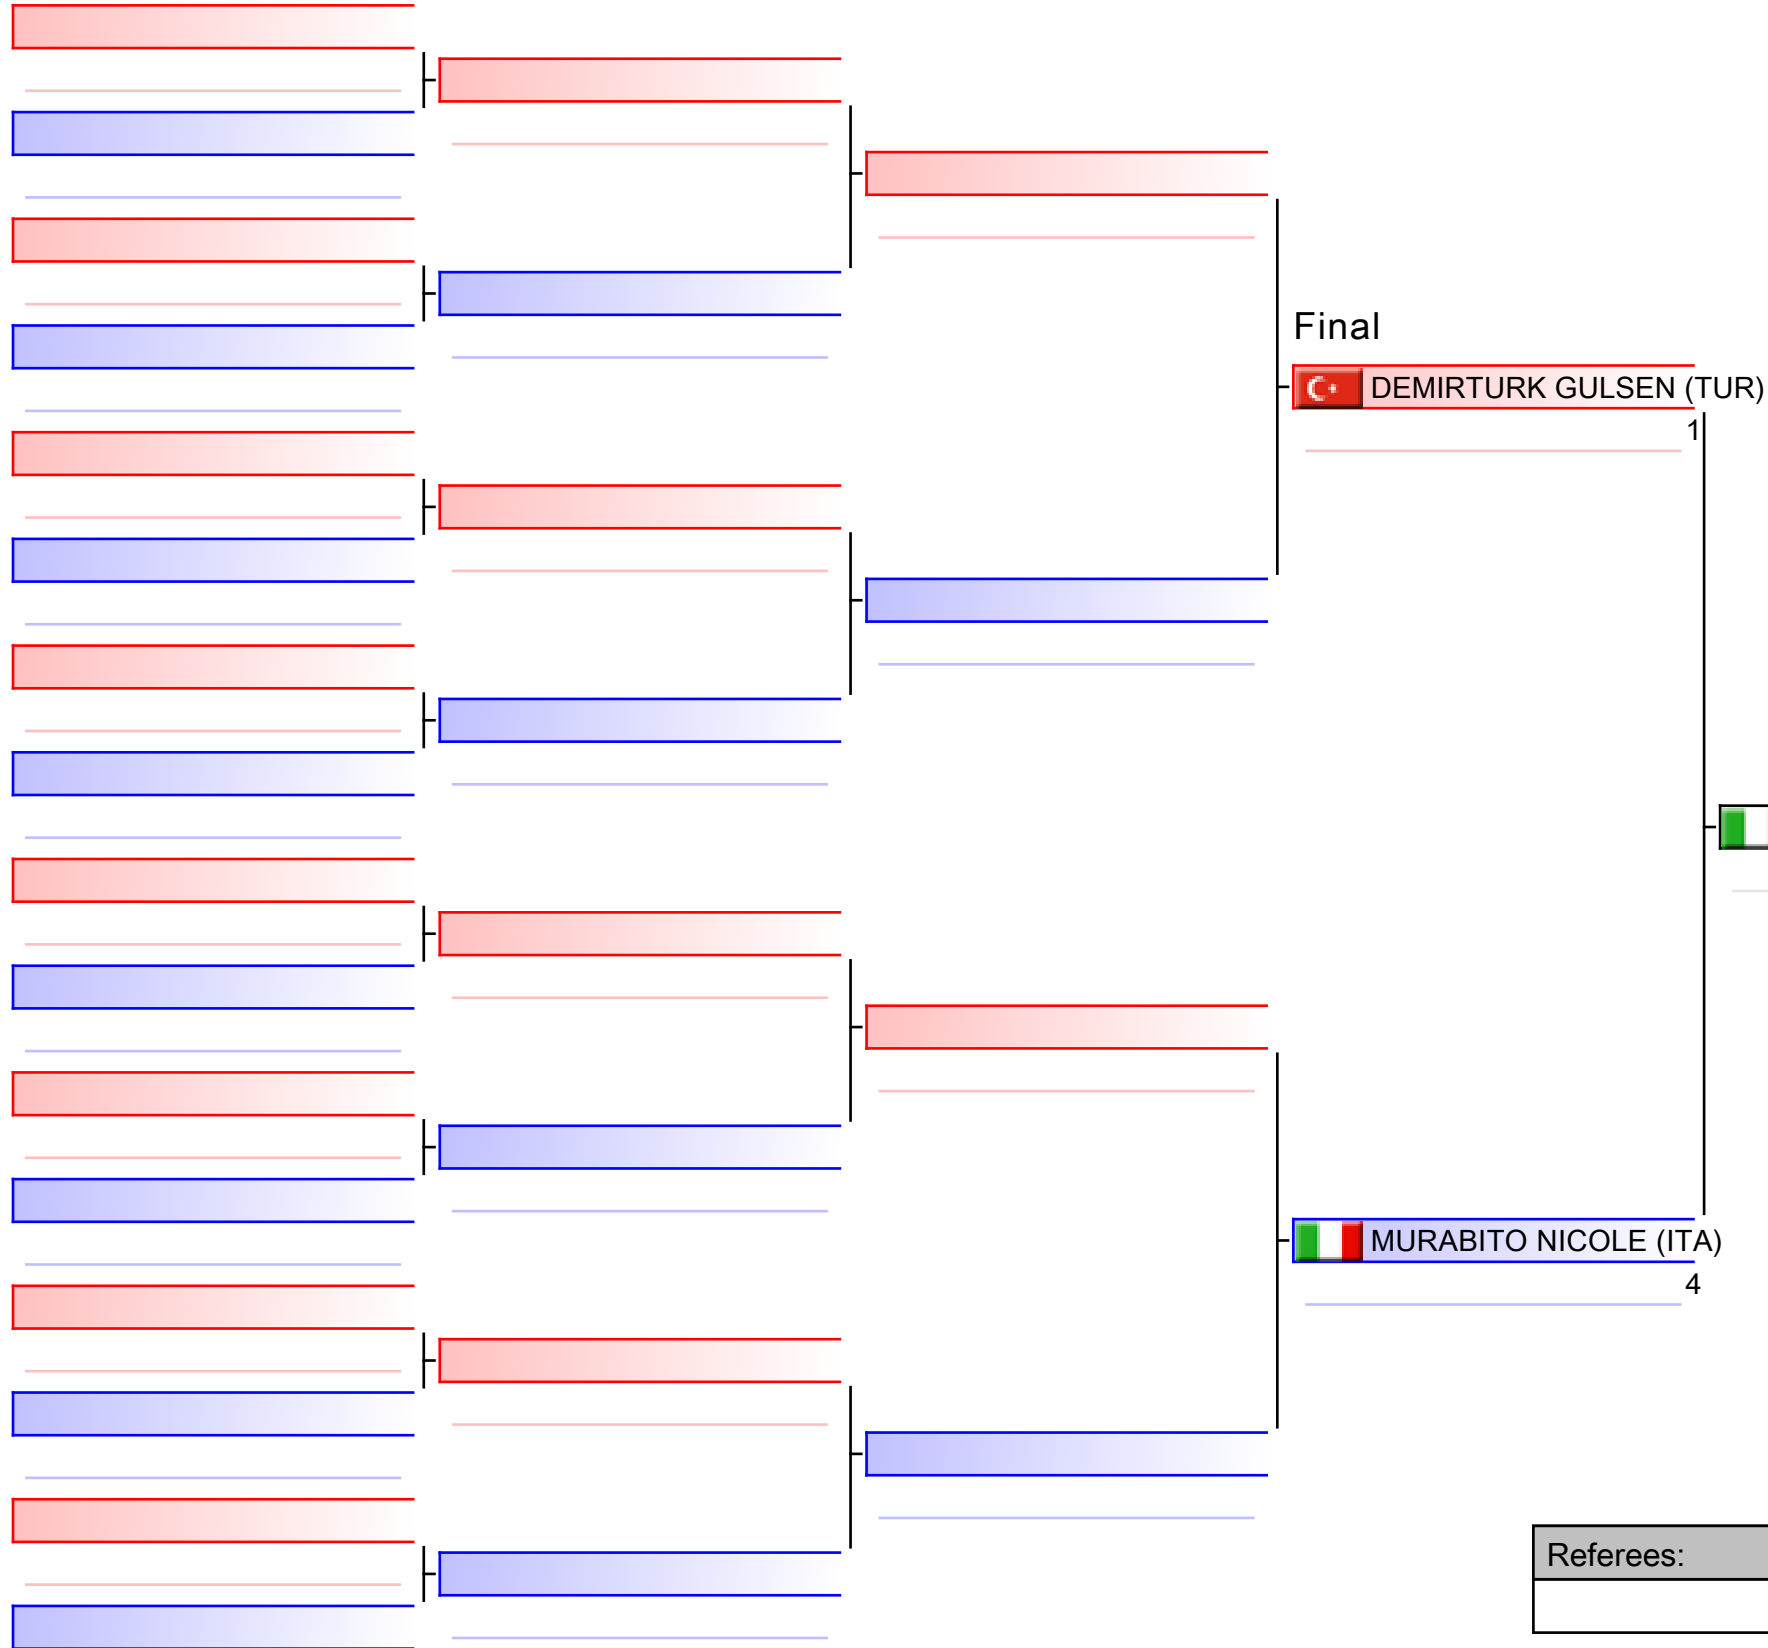 Final
DEMIRTURK GULSEN (TUR)
1
MURABITO NICOLE (ITA)
4
Referees: